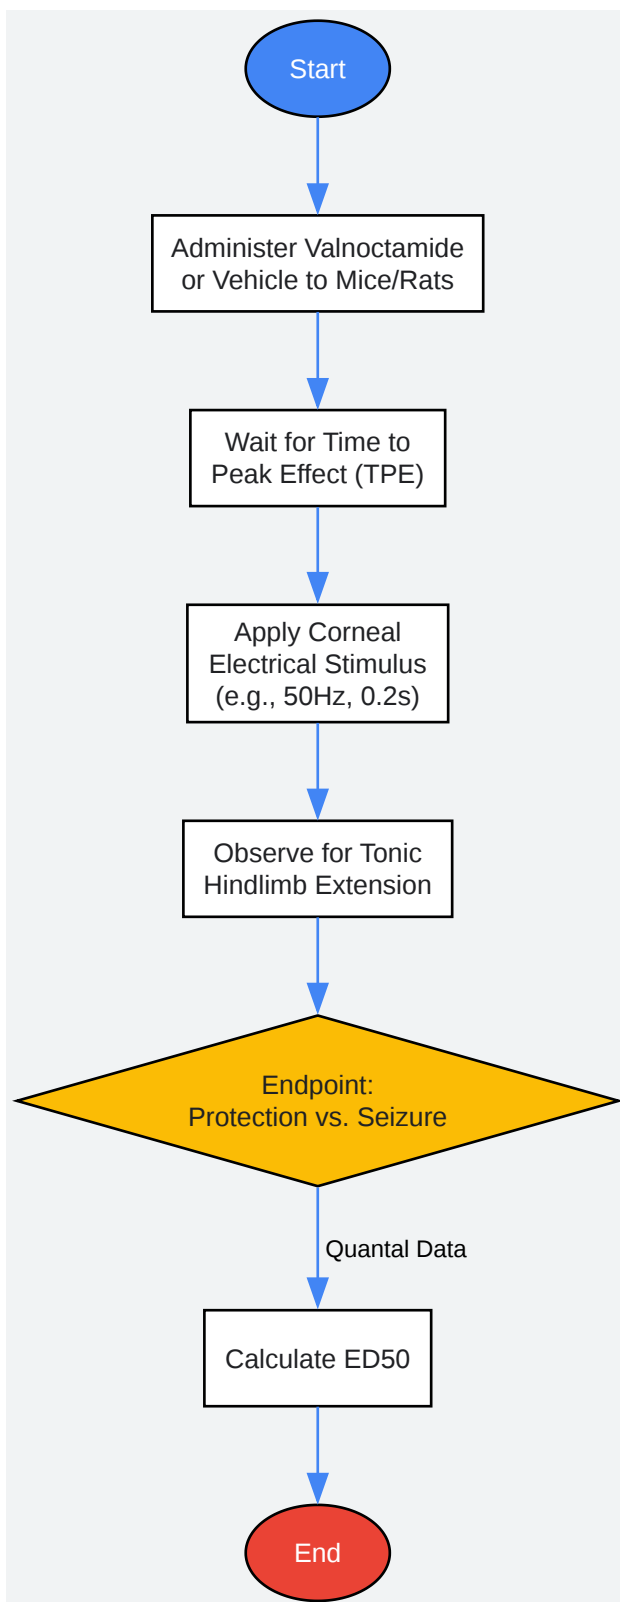 Start
Administer Valnoctamide
or Vehicle to Mice/Rats
Wait for Time to
Peak Effect (TPE)
Apply Corneal
Electrical Stimulus
(e.g., 50Hz, 0.2s)
Observe for Tonic
Hindlimb Extension
Endpoint:
Protection vs. Seizure
Quantal Data
Calculate ED50
End